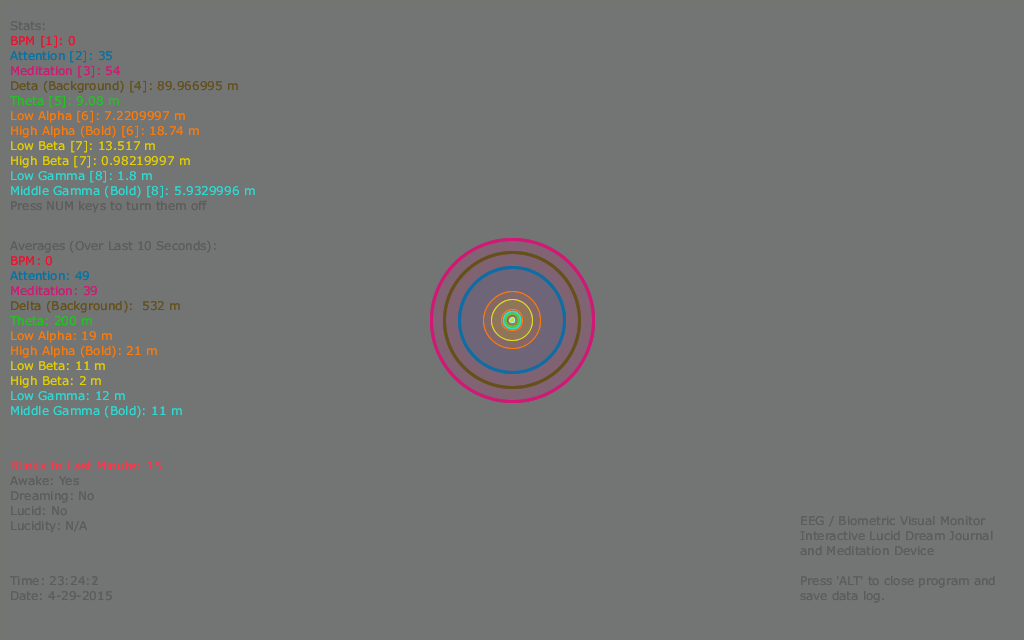 Stats:
BPM [1]: 0
Attention [2]: 35
Meditation [3]: 54
Deta (Background) [4]: 89.966995 m
Theta [5]: 9.08 m
Low Alpha [6]: 7.2209997 m
High Alpha (Bold) [6]: 18.74 m
Low Beta [7]: 13.517 m
High Beta [7]: 0.98219997 m
Low Gamma [8]: 1.8 m
Middle Gamma (Bold) [8]: 5.9329996 m
Press NUM keys to turn them off
Averages (Over Last 10 Seconds):
BPM: 0
Attention: 49
Meditation: 39
Delta (Background): 532 m
Theta: 200 m
Low Alpha: 19 m
High Alpha (Bold): 21 m
Low Beta: 11 m
High Beta: 2 m
Low Gamma: 12 m
Middle Gamma (Bold): 11 m
Blinks In Last Minute: 15
Awake: Yes
Dreaming: No
Lucid: No
Lucidity: N/A
Time: 23:24:2
Date: 4-29-2015
EEG / Biometric Visual Monitor
Interactive Lucid Dream Journal
and Meditation Device
Press 'ALT' to close program and
save data log.